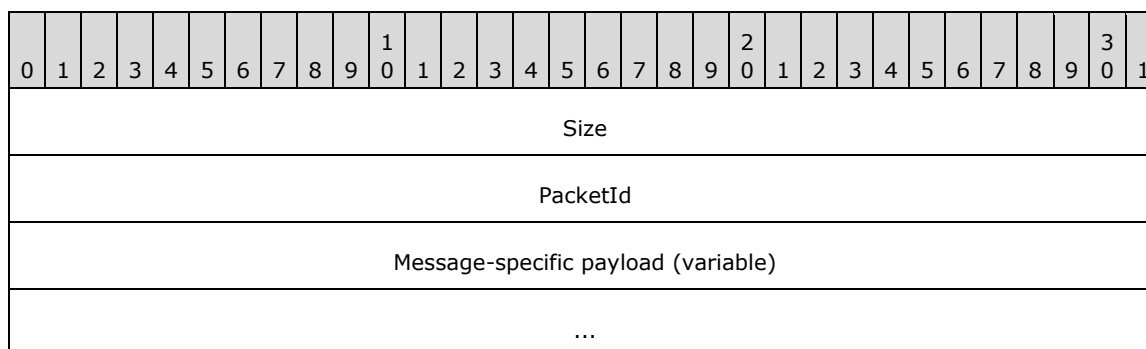 1 2 3
0 1 2 3 4 5 6 7 8 9 0 1 2 3 4 5 6 7 8 9 0 1 2 3 4 5 6 7 8 9 0 1
Size
PacketId
Message-specific payload (variable)
...